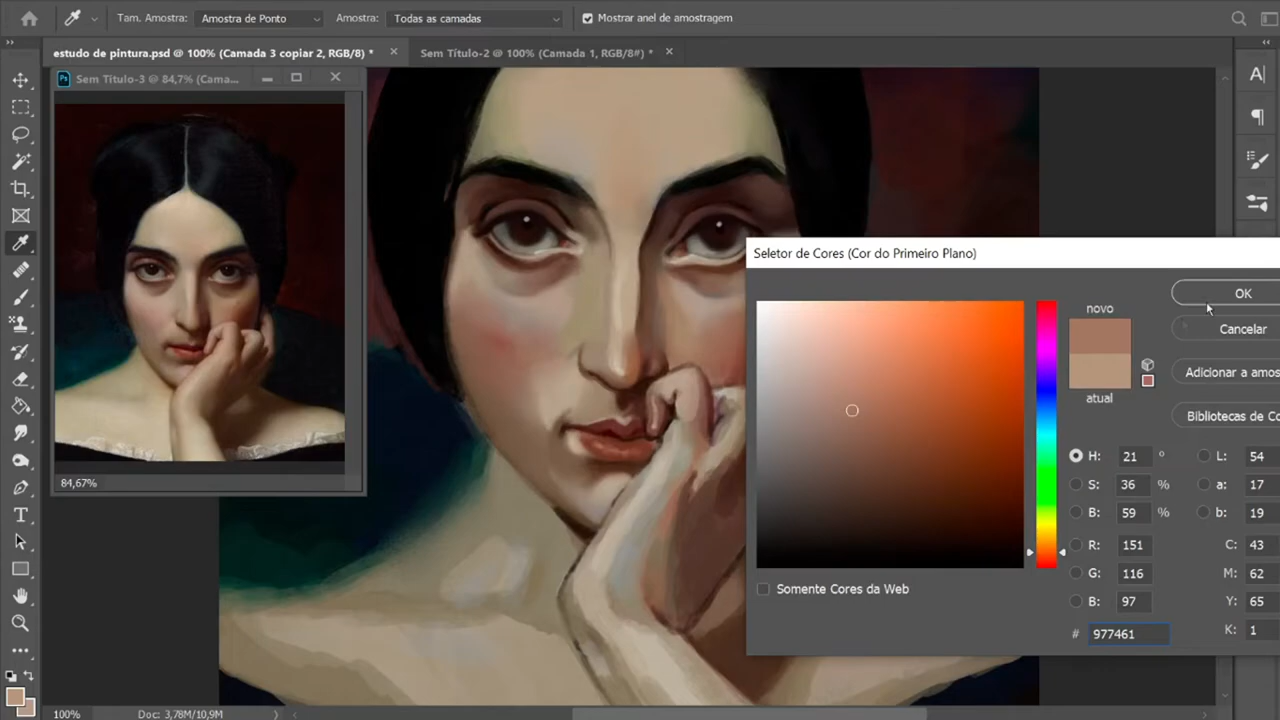 Tam. Amostra: Amostra de Ponto Amostra: Todas as camadas Mostrar anel de amostragem
estudo de pintura.psd @ 100% (Camada 3 copiar 2, RGB/8) * Sem Título-2 @ 100% (Camada 1, RGB/8#) *
Ps Sem Título-3 @ 84,7% (Cama...
84,67%
Seletor de Cores (Cor do Primeiro Plano)
novo
atual
OK
Cancelar
Adicionar a amos
Bibliotecas de Co
H: 21 º L: 54
S: 36 % a: 17
B: 59 % b: 19
R: 151 C: 43
G: 116 M: 62
B: 97 Y: 65
# 977461 K: 1
Somente Cores da Web
100% Doc: 3,78M/10,9M